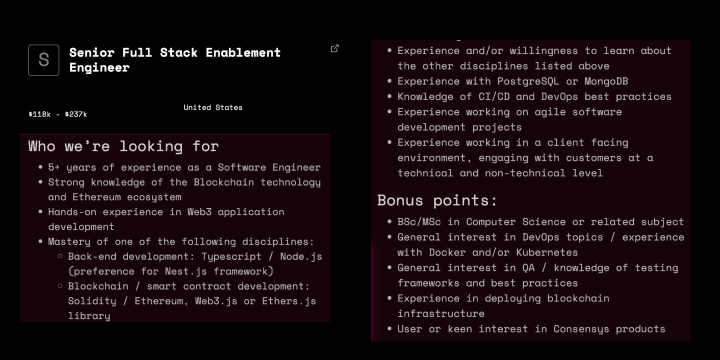 S
Senior Full Stack Enablement
Engineer
$118k - $237k
United States
Who we're looking for
• 5+ years of experience as a Software Engineer
• Strong knowledge of the Blockchain technology
and Ethereum ecosystem
• Hands-on experience in Web3 application
development
• Mastery of one of the following disciplines:
○ Back-end development: Typescript / Node.js
(preference for Nest.js framework)
○ Blockchain / smart contract development:
Solidity / Ethereum, Web3.js or Ethers.js
library
• Experience and/or willingness to learn about
the other disciplines listed above
• Experience with PostgreSQL or MongoDB
• Knowledge of CI/CD and DevOps best practices
• Experience working on agile software
development projects
• Experience working in a client facing
environment, engaging with customers at a
technical and non-technical level
Bonus points:
• BSc/MSc in Computer Science or related subject
• General interest in DevOps topics / experience
with Docker and/or Kubernetes
• General interest in QA / knowledge of testing
frameworks and best practices
• Experience in deploying blockchain
infrastructure
• User or keen interest in Consensys products